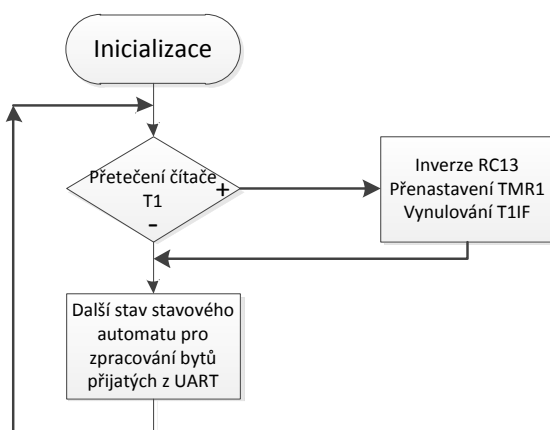 Inicializace
Přetečení čítače
T1
+
-
Inverze RC13
Přenastavení TMR1
Vynulování T1IF
Další stav stavového
automatu pro
zpracování bytů
přijatých z UART